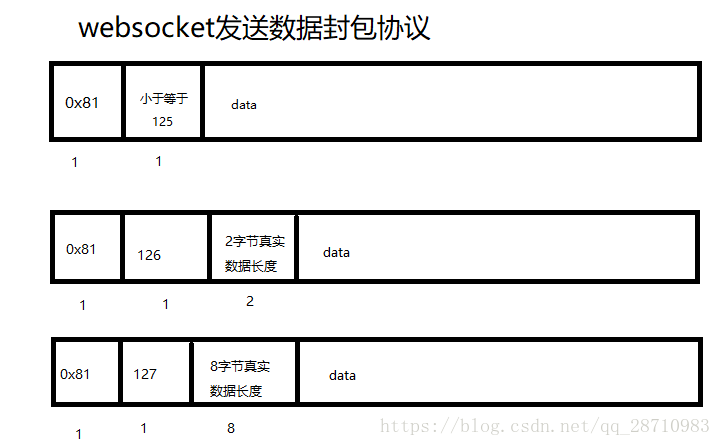 websocket发送数据封包协议
0x81
小于等于
125
data
1
1
0x81
126
2字节真实
数据长度
data
1
1
2
0x81
127
8字节真实
数据长度
data
1
1
8
https://blog.csdn.net/qq_28710983